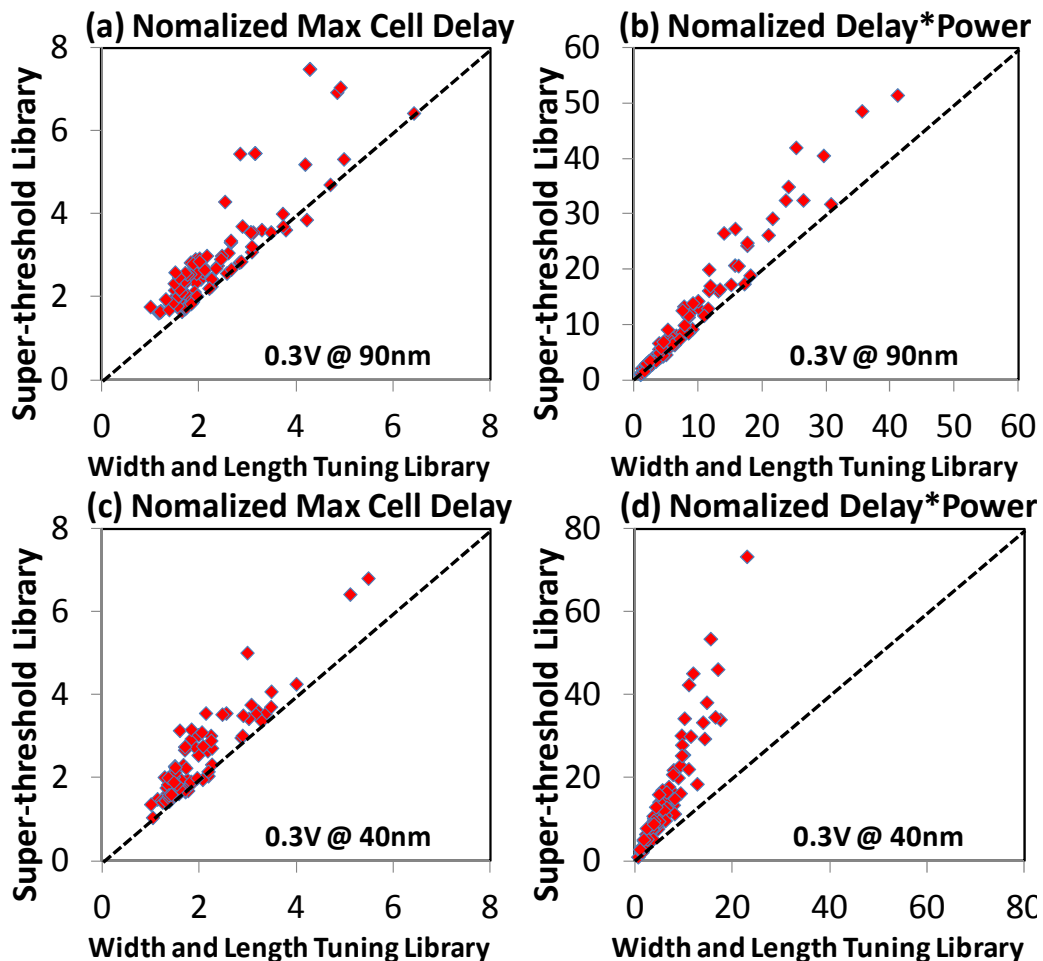 (a) Nomalized Max Cell Delay
Super-threshold Library
8
6
4
2
0
0.3V @ 90nm
0 2 4 6 8
Width and Length Tuning Library
(b) Nomalized Delay*Power
Super-threshold Library
60
50
40
30
20
10
0
0.3V @ 90nm
0 10 20 30 40 50 60
Width and Length Tuning Library
(c) Nomalized Max Cell Delay
Super-threshold Library
8
6
4
2
0
0.3V @ 40nm
0 2 4 6 8
Width and Length Tuning Library
(d) Nomalized Delay*Power
Super-threshold Library
80
60
40
20
0
0.3V @ 40nm
0 20 40 60 80
Width and Length Tuning Library